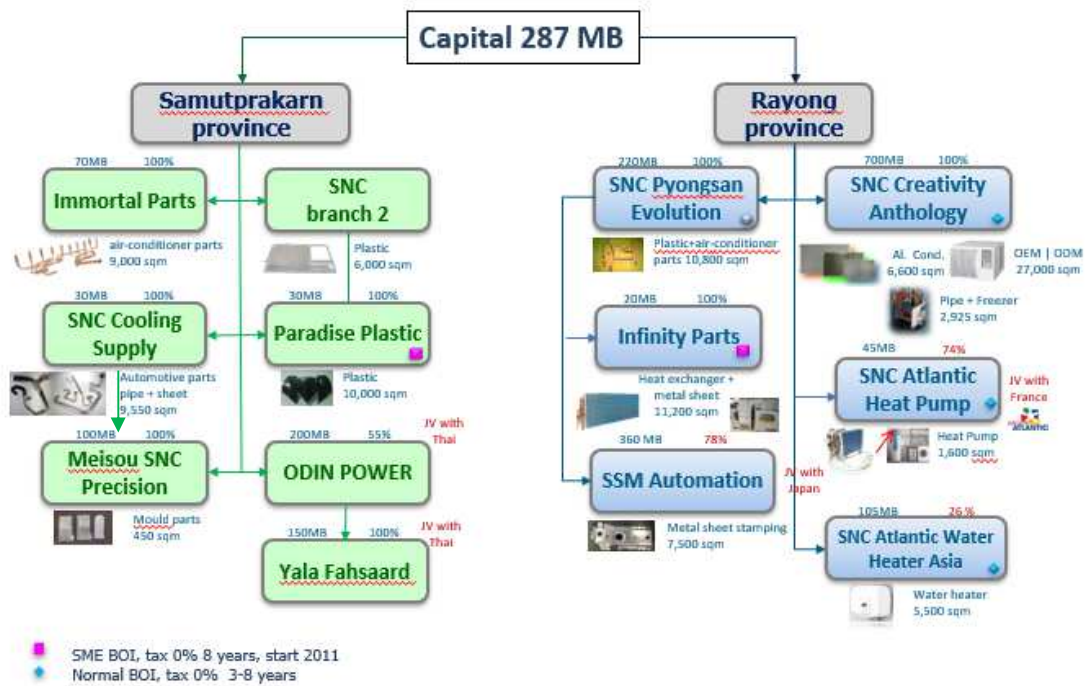 Capital 287 MB
Samutprakarn
province
70MB 100%
Immortal Parts
air-conditioner parts
9,000 sqm
SNC
branch 2
Plastic
6,000 sqm
30MB 100%
SNC Cooling
Supply
Automotive parts
pipe + sheet
9,550 sqm
30MB 100%
Paradise Plastic
Plastic
10,000 sqm
100MB 100%
Meisou SNC
Precision
Mould parts
450 sqm
200MB 55%
JV with
Thai
ODIN POWER
150MB 100%
JV with
Thai
Yala Fahsaard
Rayong
province
220MB 100%
SNC Pyongsan
Evolution
Plastic+air-conditioner
parts 10,800 sqm
700MB 100%
SNC Creativity
Anthology
Al. Cond.
6,600 sqm
OEM | ODM
27,000 sqm
Pipe + Freezer
2,925 sqm
20MB 100%
Infinity Parts
Heat exchanger +
metal sheet
11,200 sqm
45MB 74%
SNC Atlantic
Heat Pump
JV with
France
ATLANTIC
Heat Pump
1,600 sqm
360 MB 78%
SSM Automation
JV with
Japan
Metal sheet stamping
7,500 sqm
105MB 26 %
SNC Atlantic Water
Heater Asia
Water heater
5,500 sqm
SME BOI, tax 0% 8 years, start 2011
Normal BOI, tax 0% 3-8 years